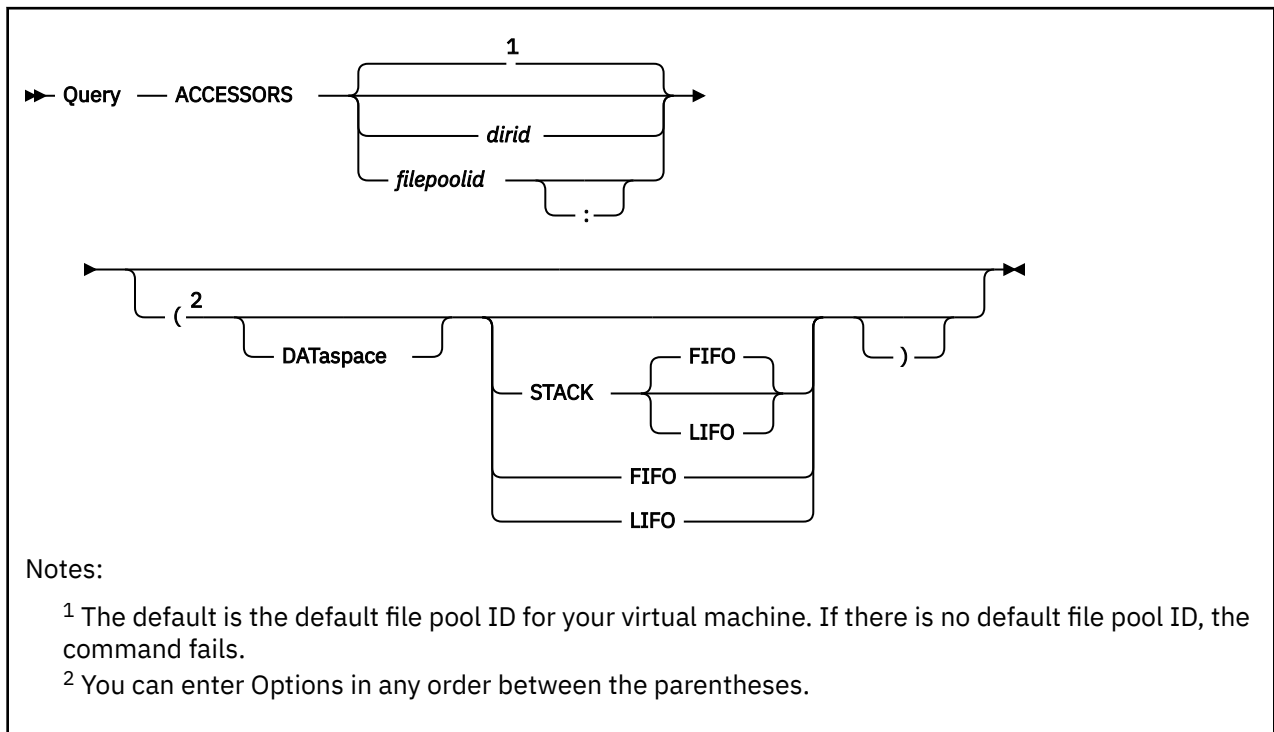 1
Query ACCESSORS
dirid
filepoolid
:
( 2
DATaspace
)
STACK
FIFO
LIFO
FIFO
LIFO
Notes:
1 The default is the default file pool ID for your virtual machine. If there is no default file pool ID, the
command fails.
2 You can enter Options in any order between the parentheses.